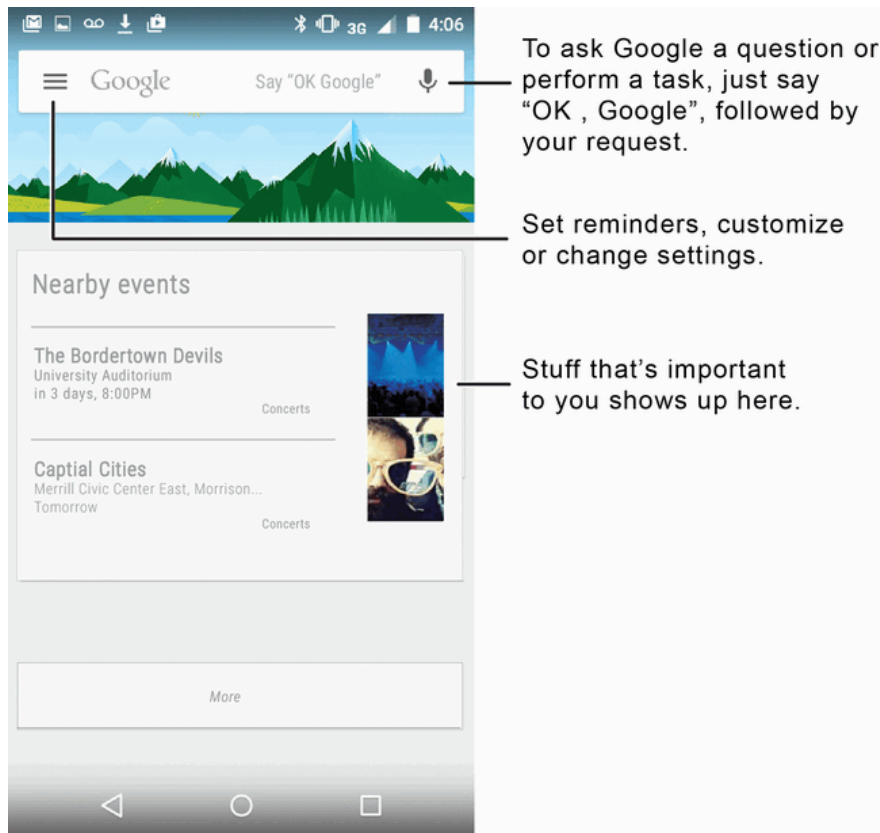 3G 4:06
Google Say "OK Google"
To ask Google a question or
perform a task, just say
“OK , Google”, followed by
your request.
Set reminders, customize
or change settings.
Nearby events
The Bordertown Devils
University Auditorium
in 3 days, 8:00PM
Concerts
Stuff that’s important
to you shows up here.
Captial Cities
Merrill Civic Center East, Morrison...
Tomorrow
Concerts
More